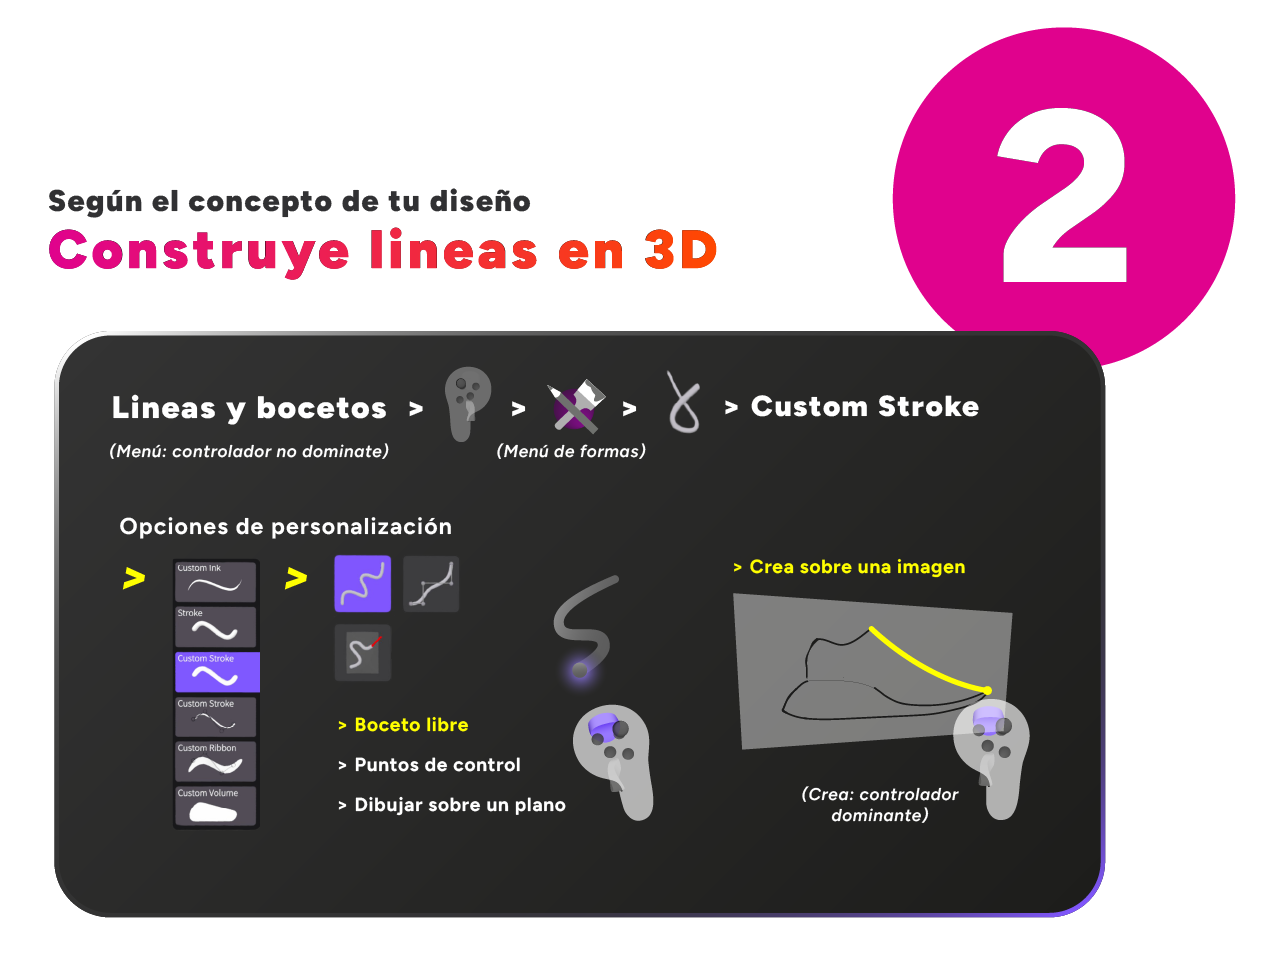 2
Según el concepto de tu diseño
Construye lineas en 3D
Lineas y bocetos > > > > Custom Stroke
(Menú: controlador no dominate)
(Menú de formas)
Opciones de personalización
> >
Custom Ink
Stroke
Custom Stroke
Custom Stroke
Custom Ribbon
Custom Volume
> Boceto libre
> Puntos de control
> Dibujar sobre un plano
> Crea sobre una imagen
(Crea: controlador
dominante)